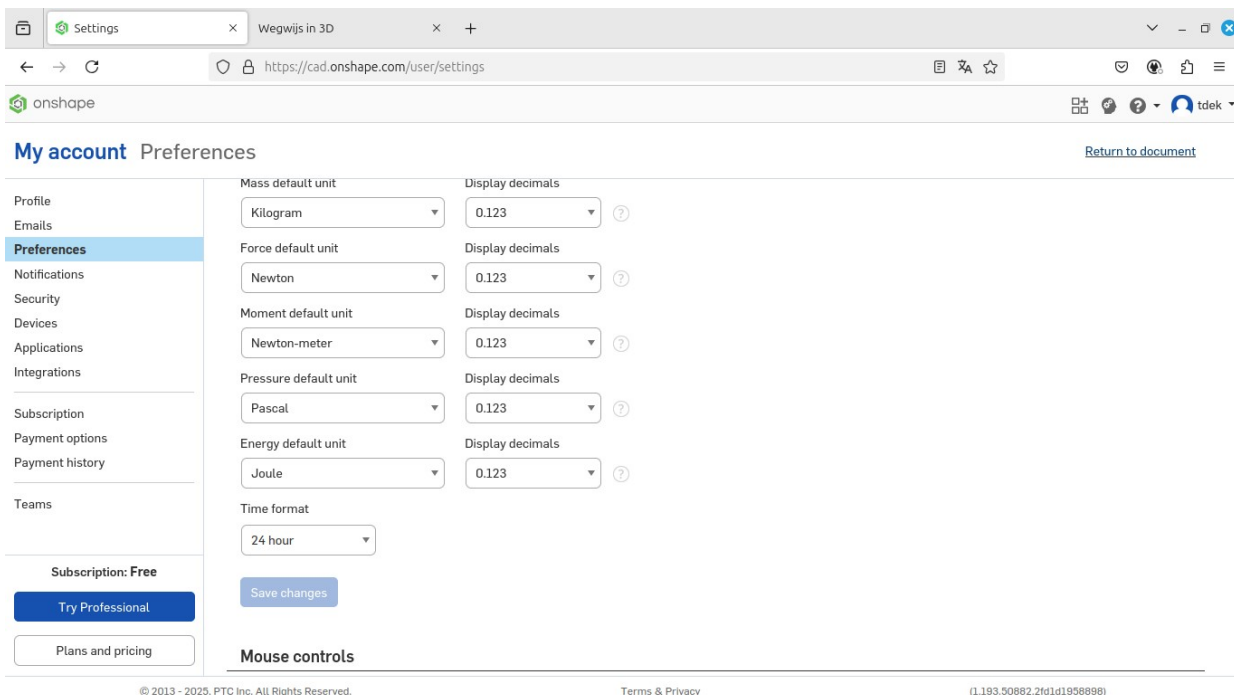 Settings
Wegwijs in 3D
https://cad.onshape.com/user/settings
onshape
tdek
My account Preferences
Return to document
Profile
Emails
Preferences
Notifications
Security
Devices
Applications
Integrations
Subscription
Payment options
Payment history
Teams
Subscription: Free
Try Professional
Plans and pricing
Mass default unit Display decimals
Kilogram 0.123
Force default unit Display decimals
Newton 0.123
Moment default unit Display decimals
Newton-meter 0.123
Pressure default unit Display decimals
Pascal 0.123
Energy default unit Display decimals
Joule 0.123
Time format
24 hour
Save changes
Mouse controls
© 2013 - 2025, PTC Inc. All Rights Reserved. Terms & Privacy (1.193.50882.2fd1d1958898)